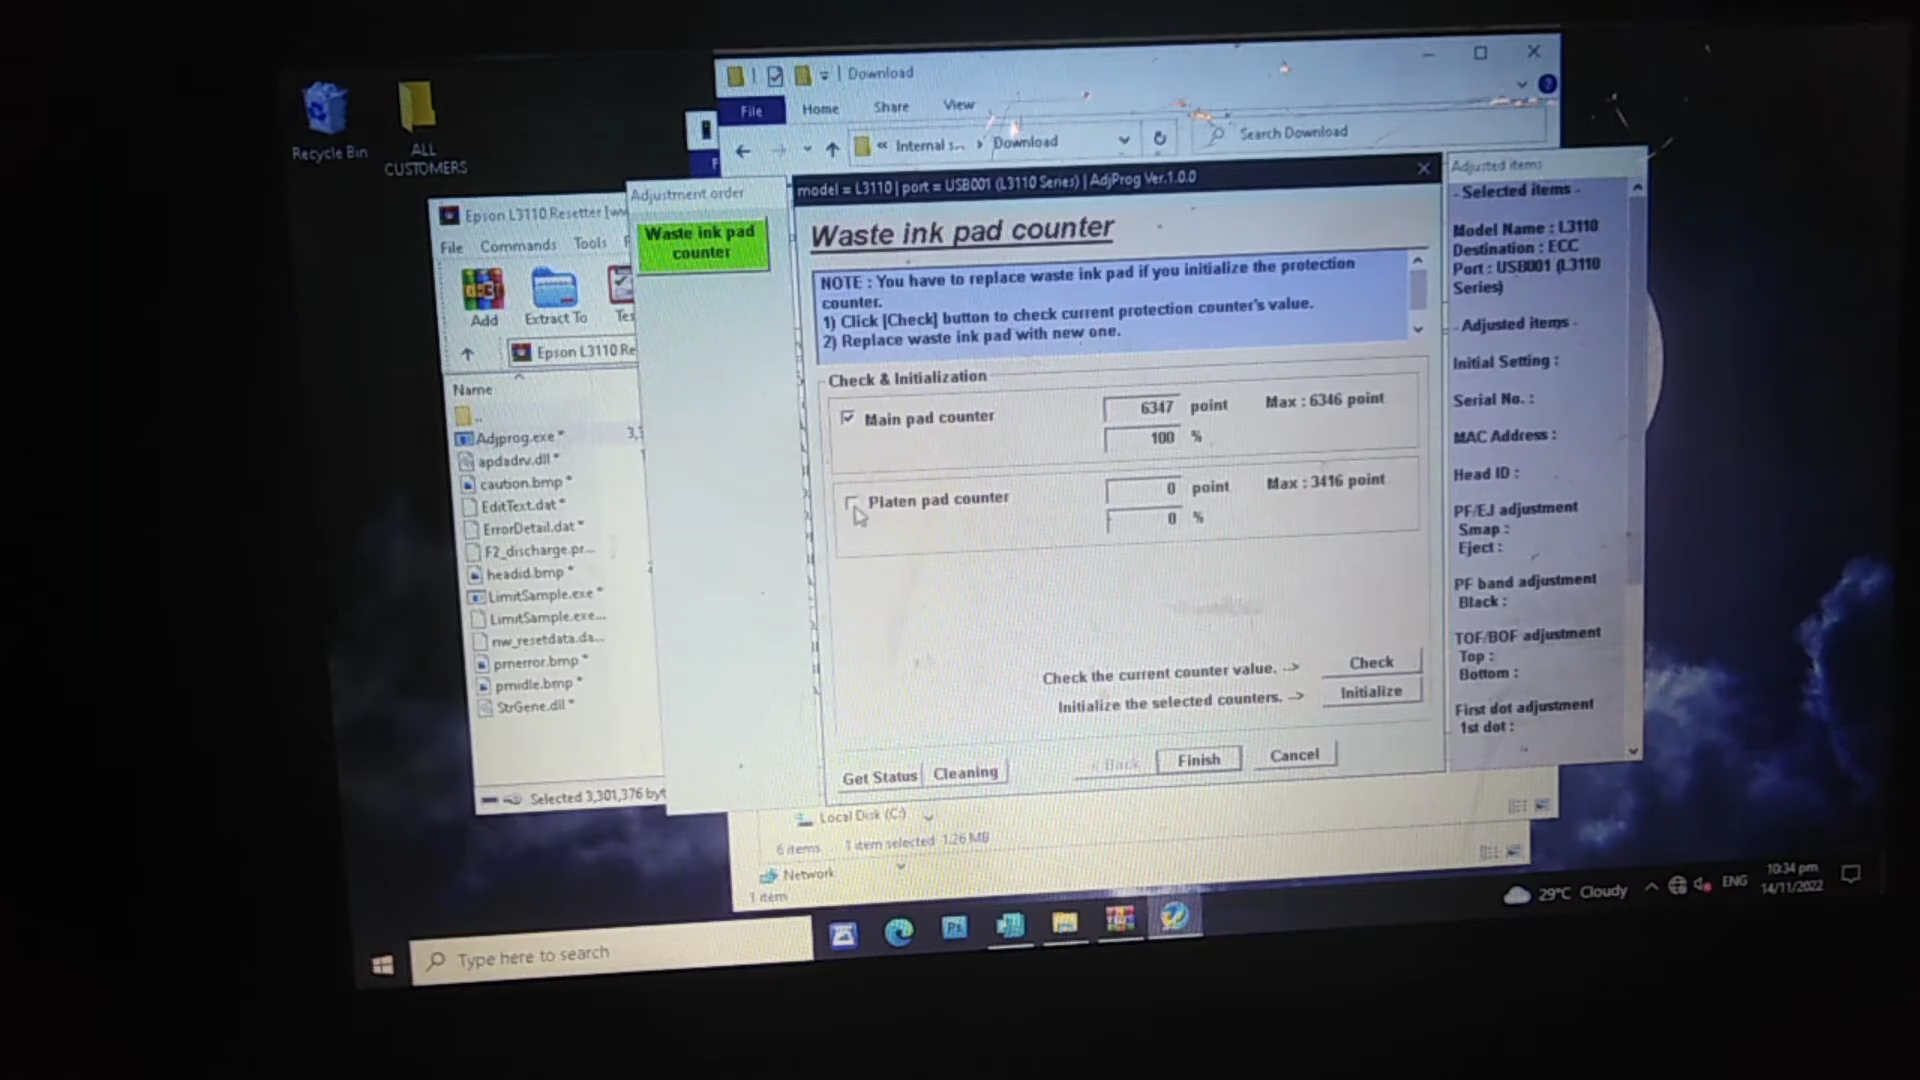 Recycle Bin
ALL
CUSTOMERS
Download
File
Home
Share
View
Internal s...
Download
Search Download
Epson L3110 Resetter
File
Commands
Tools
Add
Extract To
Epson L3110 Re
Name
..
Adjprog.exe *
apdadrv.dll *
caution.bmp *
EditText.dat *
ErrorDetail.dat *
F2_discharge.pr...
headid.bmp *
LimitSample.exe *
LimitSample.exe...
nw_resetdata.da...
prnerror.bmp *
prnidle.bmp *
StrGene.dll *
Selected 3,301,376 byt
Adjustment order
Waste ink pad
counter
model = L3110 | port = USB001 (L3110 Series) | AdjProg Ver.1.0.0
Waste ink pad counter
NOTE : You have to replace waste ink pad if you initialize the protection
counter.
1) Click [Check] button to check current protection counter's value.
2) Replace waste ink pad with new one.
Check & Initialization
Main pad counter
6347 point Max : 6346 point
100 %
Platen pad counter
0 point Max : 3416 point
0 %
Check the current counter value. -->
Check
Initialize the selected counters. -->
Initialize
Get Status
Cleaning
< Back
Finish
Cancel
Adjusted items
- Selected items -
Model Name : L3110
Destination : ECC
Port : USB001 (L3110
Series)
- Adjusted items -
Initial Setting :
Serial No. :
MAC Address :
Head ID :
PF/EJ adjustment
Smap :
Eject :
PF band adjustment
Black :
TOF/BOF adjustment
Top :
Bottom :
First dot adjustment
1st dot :
Local Disk (C:)
6 items
1 item selected 1.26 MB
Network
1 item
Type here to search
29°C Cloudy
ENG
10:34 pm
14/11/2022